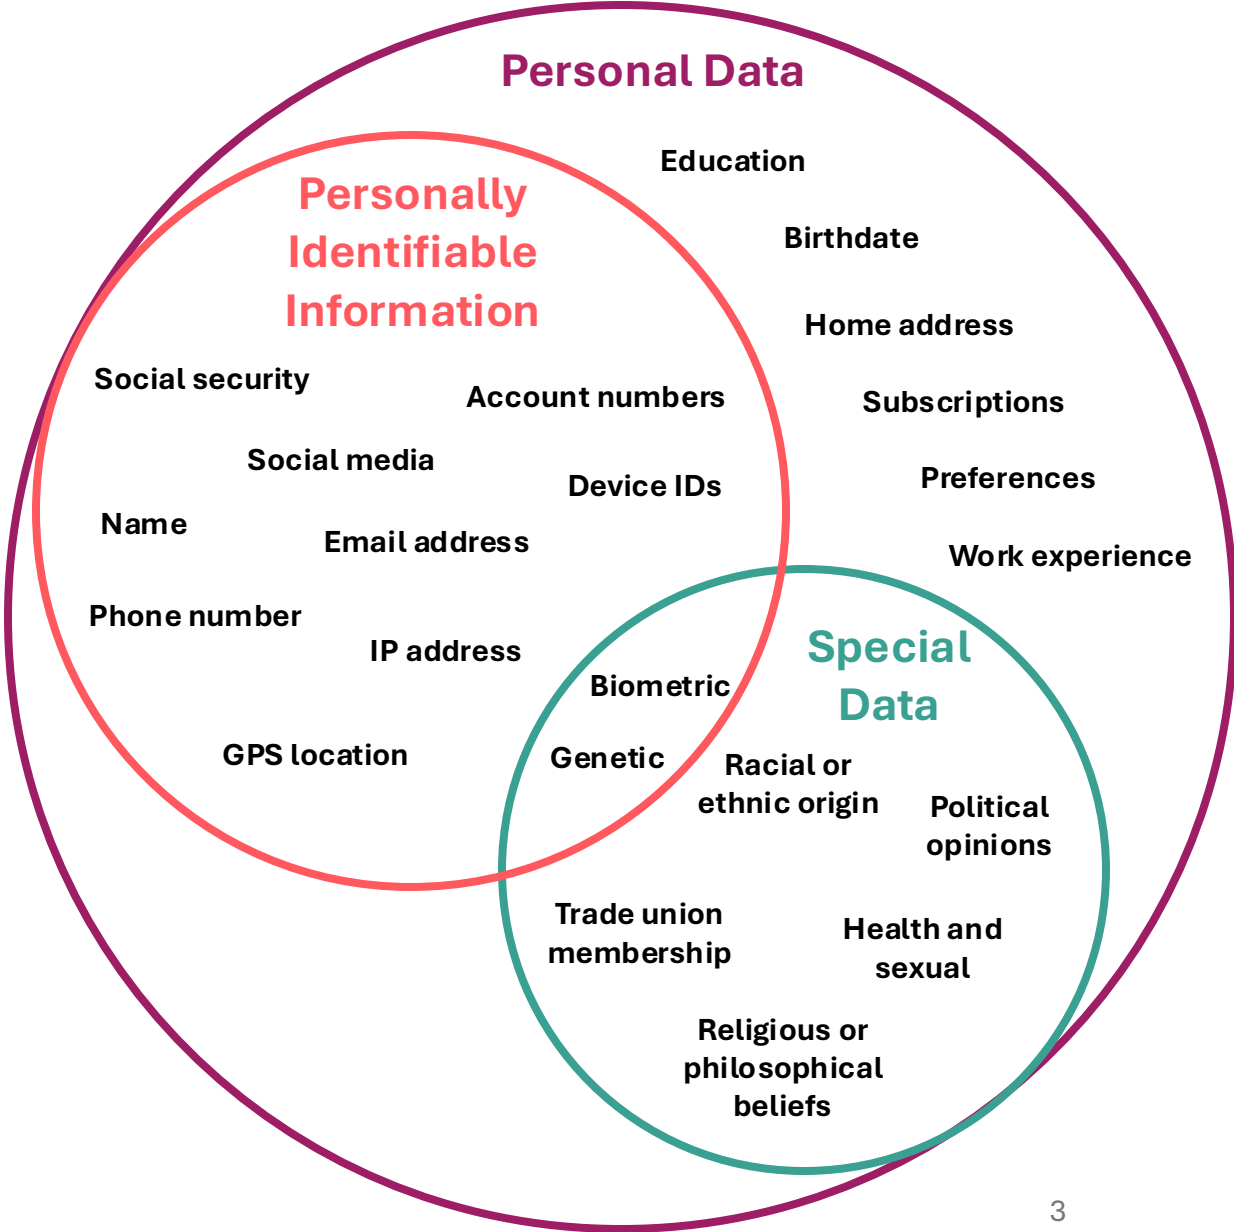 Personal Data
Education
Birthdate
Home address
Subscriptions
Preferences
Work experience
Personally
Identifiable
Information
Social security
Account numbers
Social media
Device IDs
Name
Email address
Phone number
IP address
GPS location
Biometric
Genetic
Special
Data
Racial or
ethnic origin
Political
opinions
Trade union
membership
Health and
sexual
Religious or
philosophical
beliefs
3